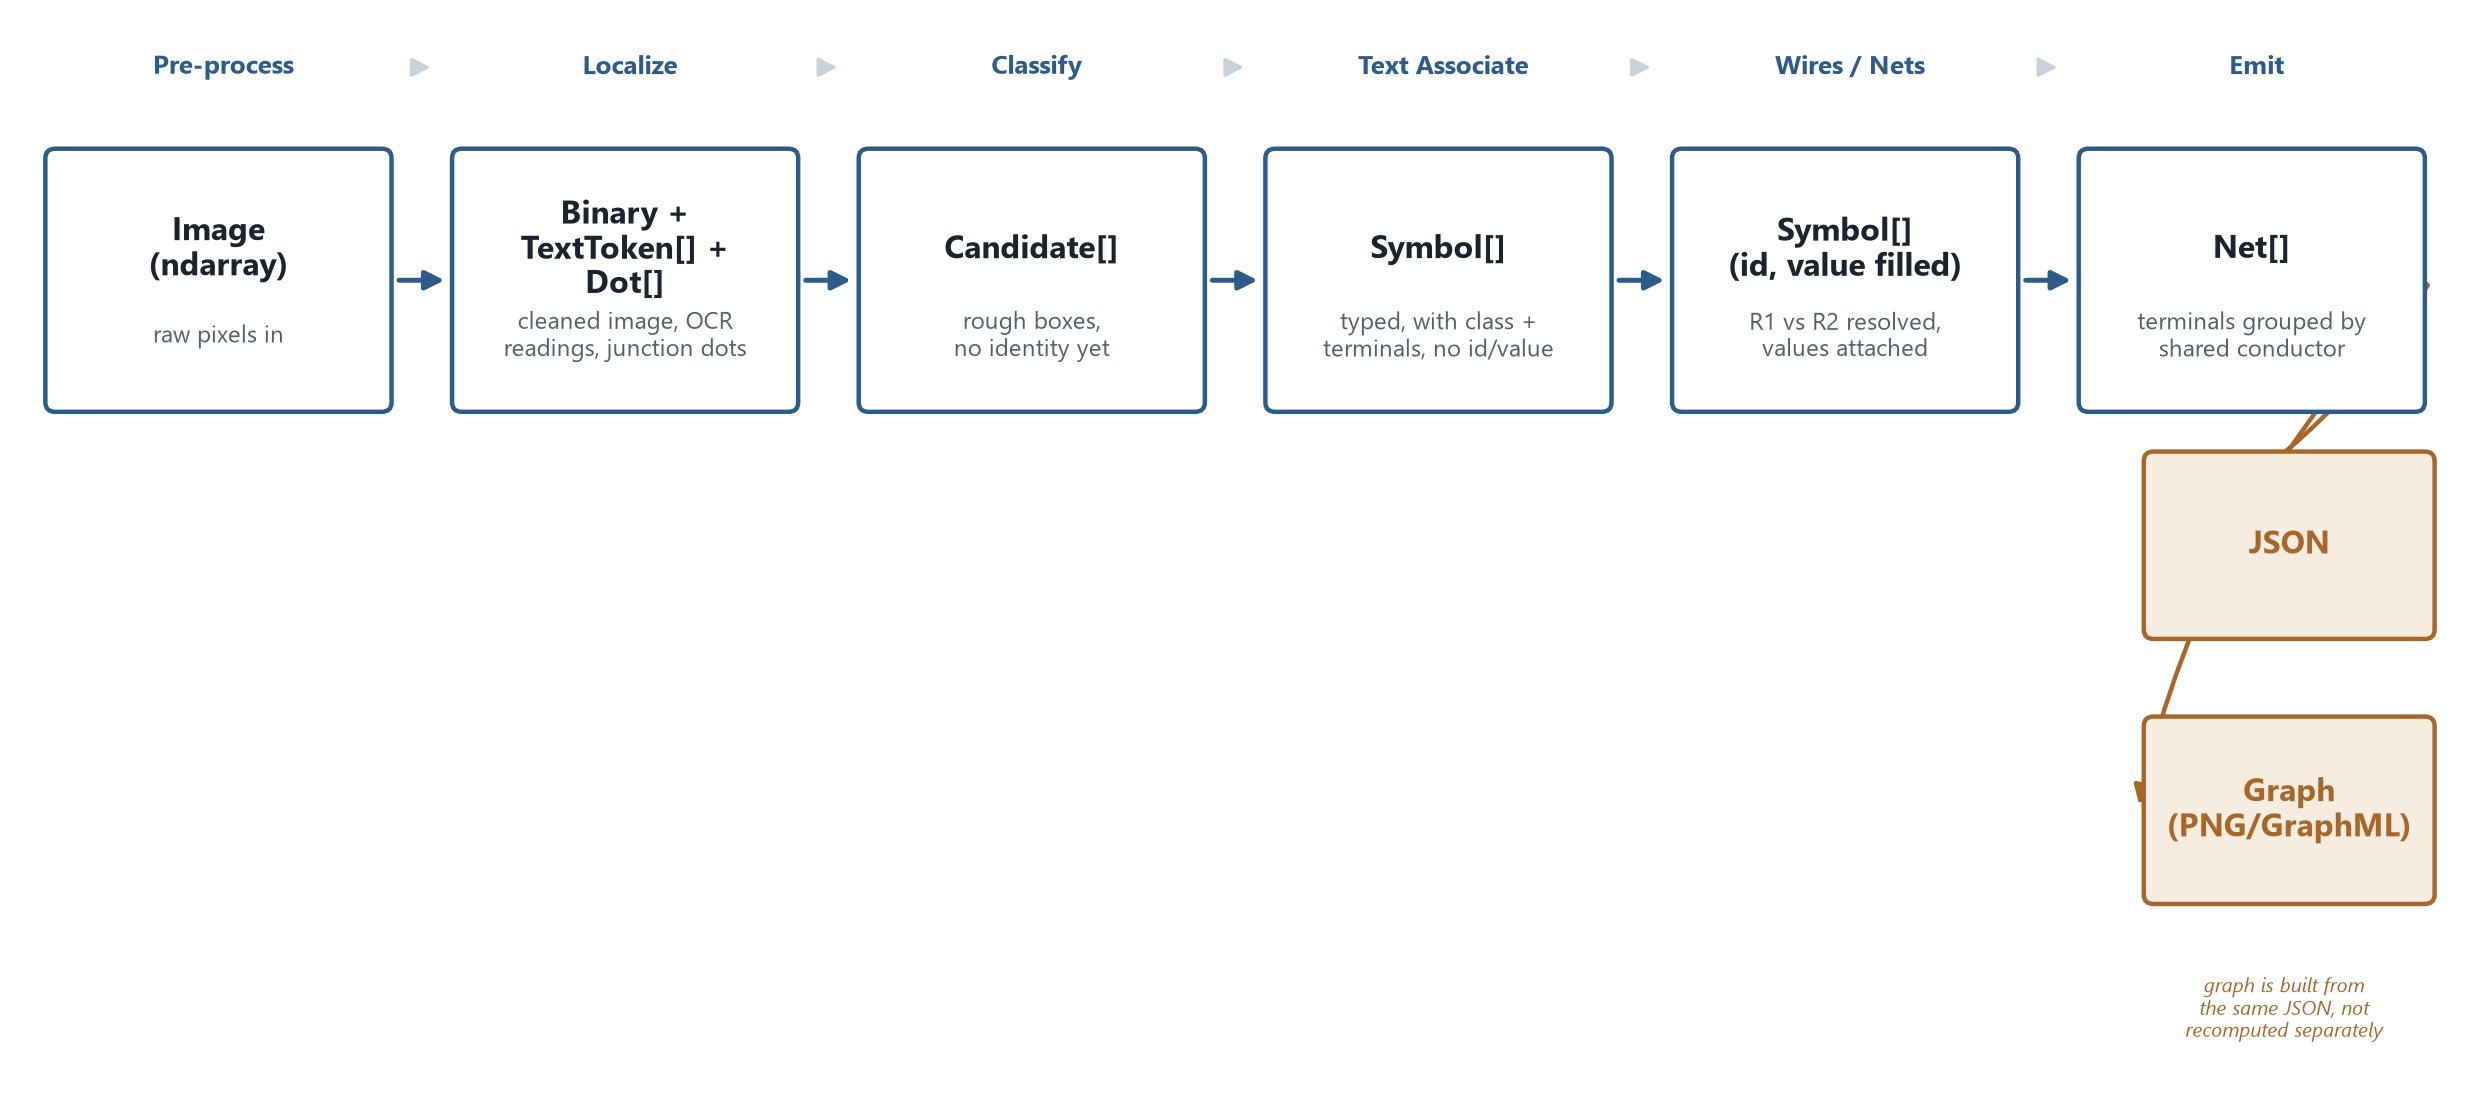 Pre-process
Localize
Classify
Text Associate
Wires / Nets
Emit
Image
(ndarray)
raw pixels in
Binary +
TextToken[] +
Dot[]
cleaned image, OCR
readings, junction dots
Candidate[]
rough boxes,
no identity yet
Symbol[]
typed, with class +
terminals, no id/value
Symbol[]
(id, value filled)
R1 vs R2 resolved,
values attached
Net[]
terminals grouped by
shared conductor
JSON
Graph
(PNG/GraphML)
graph is built from
the same JSON, not
recomputed separately